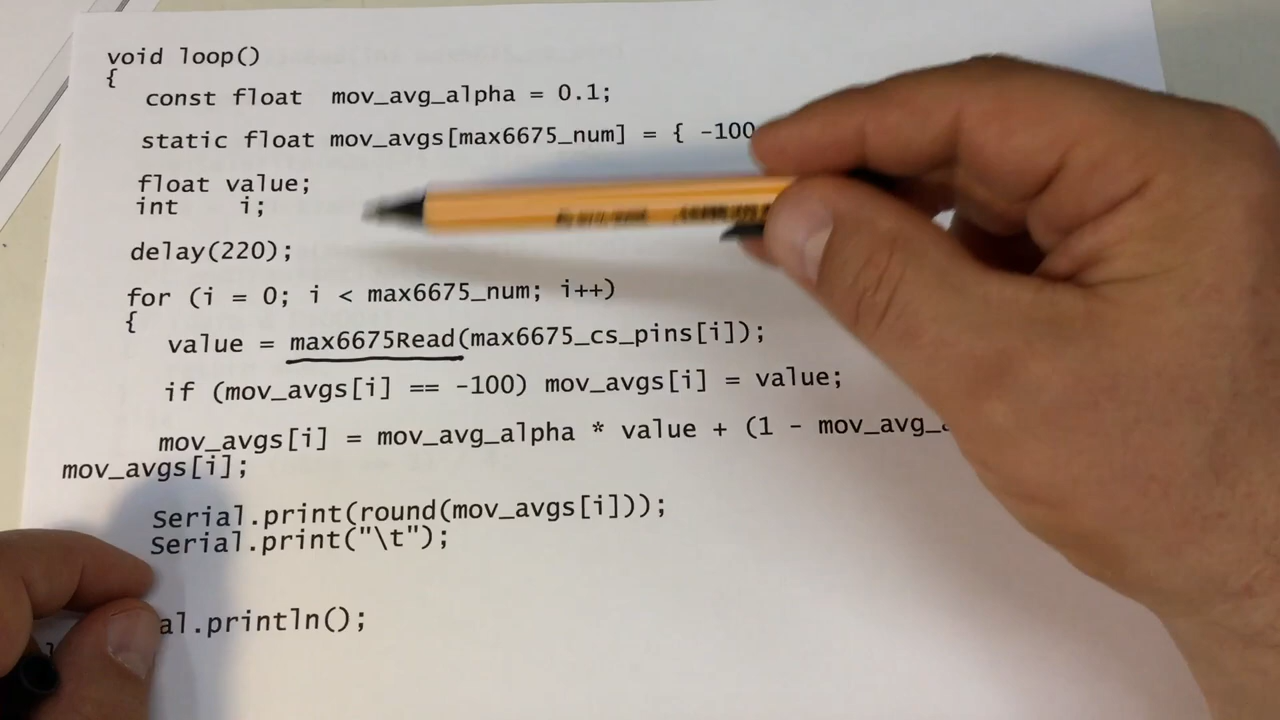 void loop()
{
const float mov_avg_alpha = 0.1;
static float mov_avgs[max6675_num] = { -100
float value;
int i;
delay(220);
for (i = 0; i < max6675_num; i++)
{
value = max6675Read(max6675_cs_pins[i]);
if (mov_avgs[i] == -100) mov_avgs[i] = value;
mov_avgs[i] = mov_avg_alpha * value + (1 - mov_avg_
mov_avgs[i];
Serial.print(round(mov_avgs[i]));
Serial.print("\t");
al.println();